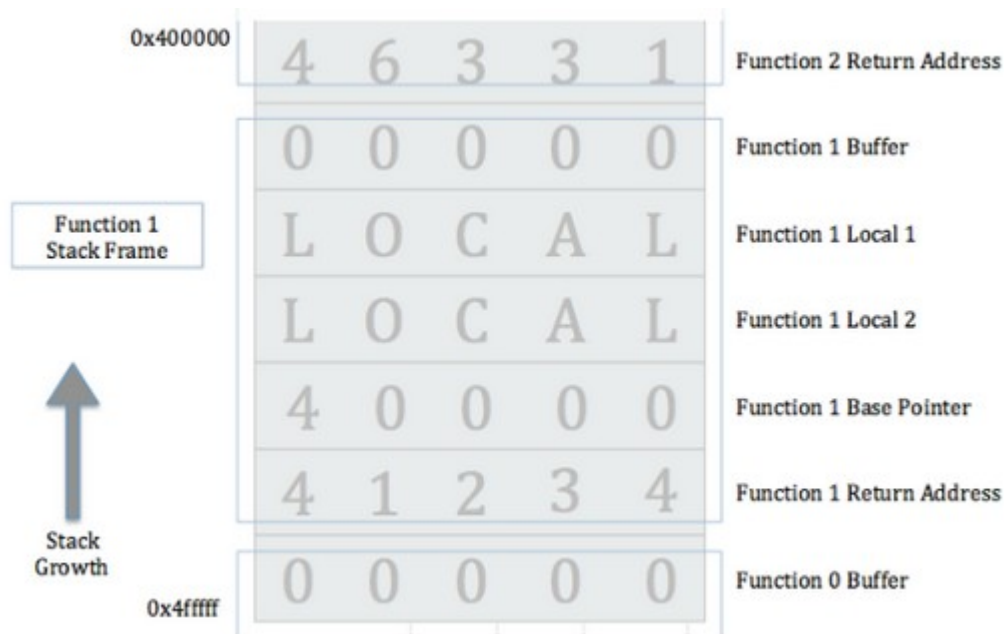 0x400000
4 6 3 3 1
Function 2 Return Address
0 0 0 0 0
Function 1 Buffer
Function 1
Stack Frame
L O C A L
Function 1 Local 1
L O C A L
Function 1 Local 2
4 0 0 0 0
Function 1 Base Pointer
4 1 2 3 4
Function 1 Return Address
Stack
Growth
0 0 0 0 0
Function 0 Buffer
0x4fffff